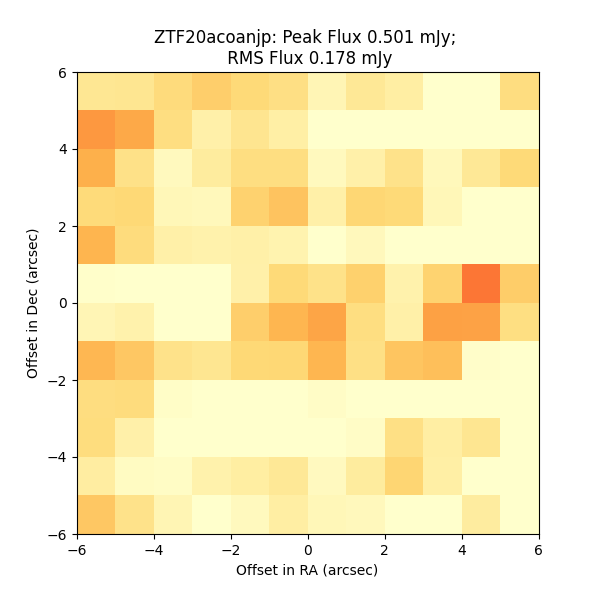 ZTF20acoanjp: Peak Flux 0.501 mJy;
RMS Flux 0.178 mJy
6
4
2
0
−2
−4
−6
Offset in Dec (arcsec)
−6 −4 −2 0 2 4 6
Offset in RA (arcsec)